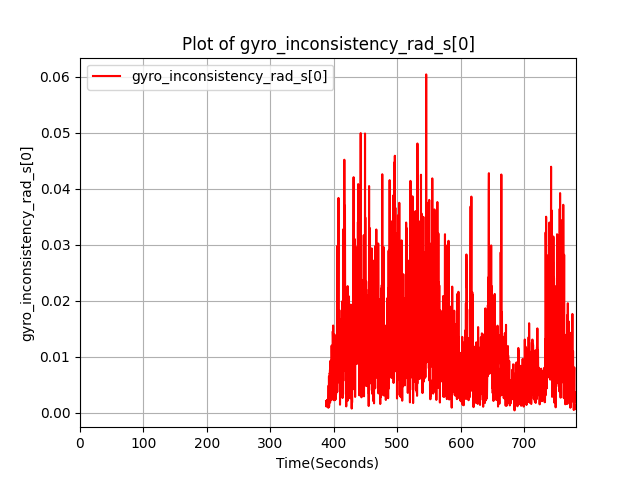 Plot of gyro_inconsistency_rad_s[0]
gyro_inconsistency_rad_s[0]
0.06
0.05
0.04
0.03
0.02
0.01
0.00
gyro_inconsistency_rad_s[0]
0 100 200 300 400 500 600 700
Time(Seconds)